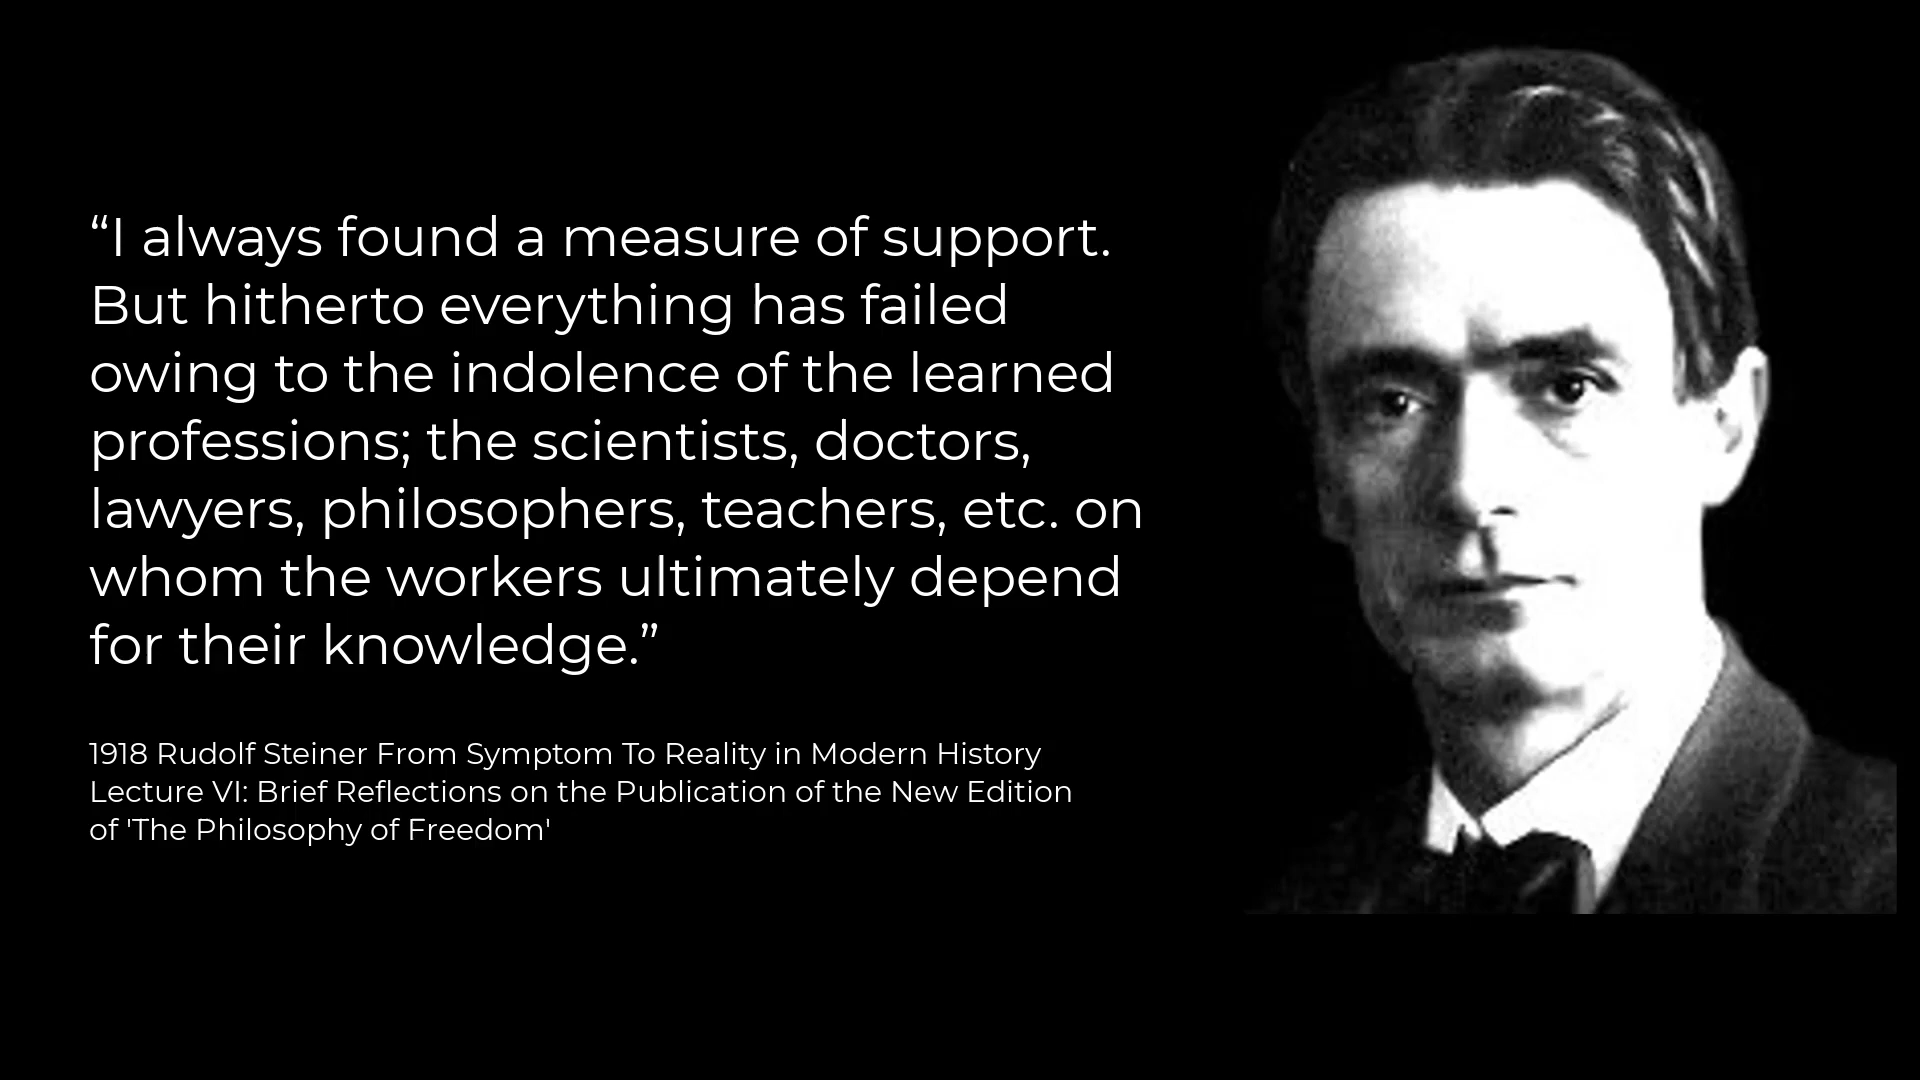 “I always found a measure of support.
But hitherto everything has failed
owing to the indolence of the learned
professions; the scientists, doctors,
lawyers, philosophers, teachers, etc. on
whom the workers ultimately depend
for their knowledge.”
1918 Rudolf Steiner From Symptom To Reality in Modern History
Lecture VI: Brief Reflections on the Publication of the New Edition
of 'The Philosophy of Freedom'